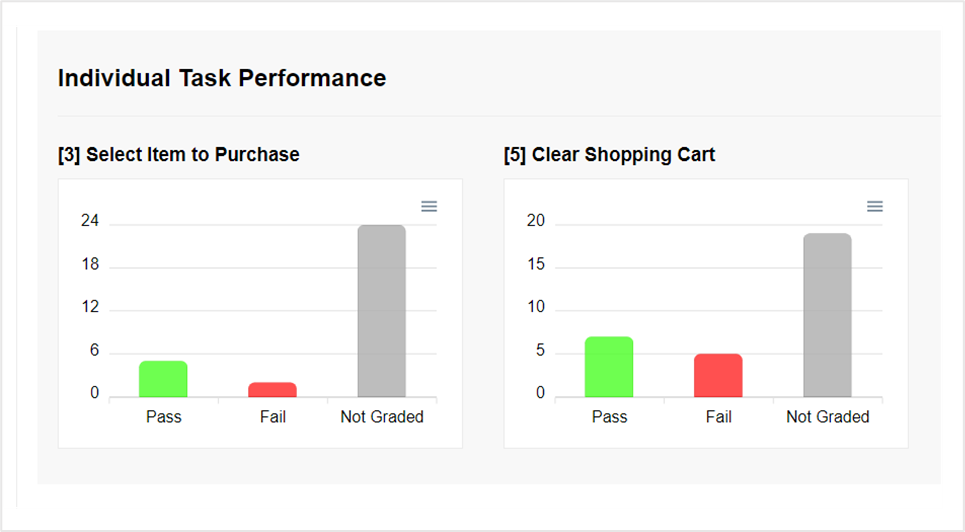 Individual Task Performance
[3] Select Item to Purchase
24
18
12
6
0
Pass Fail Not Graded
[5] Clear Shopping Cart
20
15
10
5
0
Pass Fail Not Graded